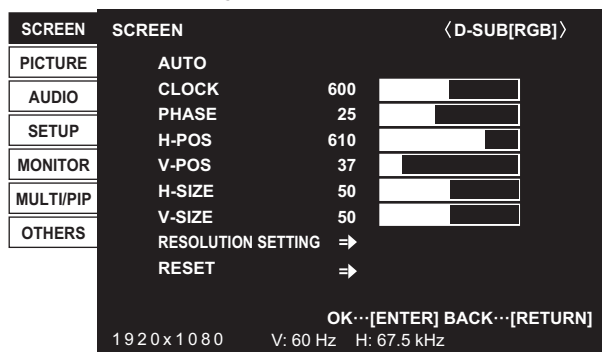 SCREEN
PICTURE
AUDIO
SETUP
MONITOR
MULTI/PIP
OTHERS
SCREEN 〈D-SUB[RGB]〉
AUTO
CLOCK 600
PHASE 25
H-POS 610
V-POS 37
H-SIZE 50
V-SIZE 50
RESOLUTION SETTING ⇒
RESET ⇒
OK···[ENTER] BACK···[RETURN]
1920x1080 V: 60 Hz H: 67.5 kHz